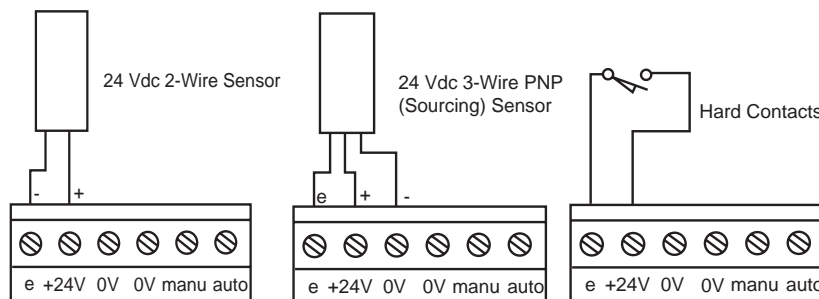 24 Vdc 2-Wire Sensor
- +
e +24V 0V 0V manu auto
24 Vdc 3-Wire PNP
(Sourcing) Sensor
e + -
e +24V 0V 0V manu auto
Hard Contacts
e +24V 0V 0V manu auto